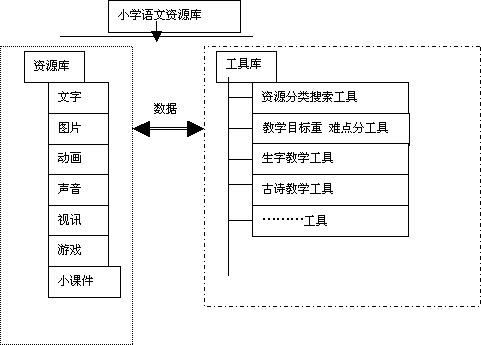 小学语文资源库
资源库
文字
图片
动画
声音
视讯
游戏
小课件
数据
工具库
资源分类搜索工具
教学目标重 难点分工具
生字教学工具
古诗教学工具
………工具